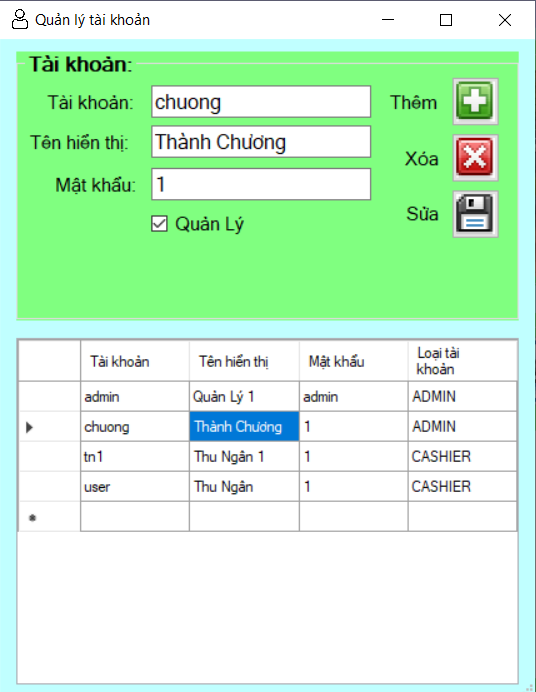 Quản lý tài khoản
Tài khoản:
Tài khoản: chuong Thêm
Tên hiển thị: Thành Chương
Xóa
Mật khẩu: 1
Quản Lý Sửa
Tài khoản Tên hiển thị Mật khẩu Loại tài khoản
admin Quản Lý 1 admin ADMIN
chuong Thành Chương 1 ADMIN
tn1 Thu Ngân 1 1 CASHIER
user Thu Ngân 1 CASHIER